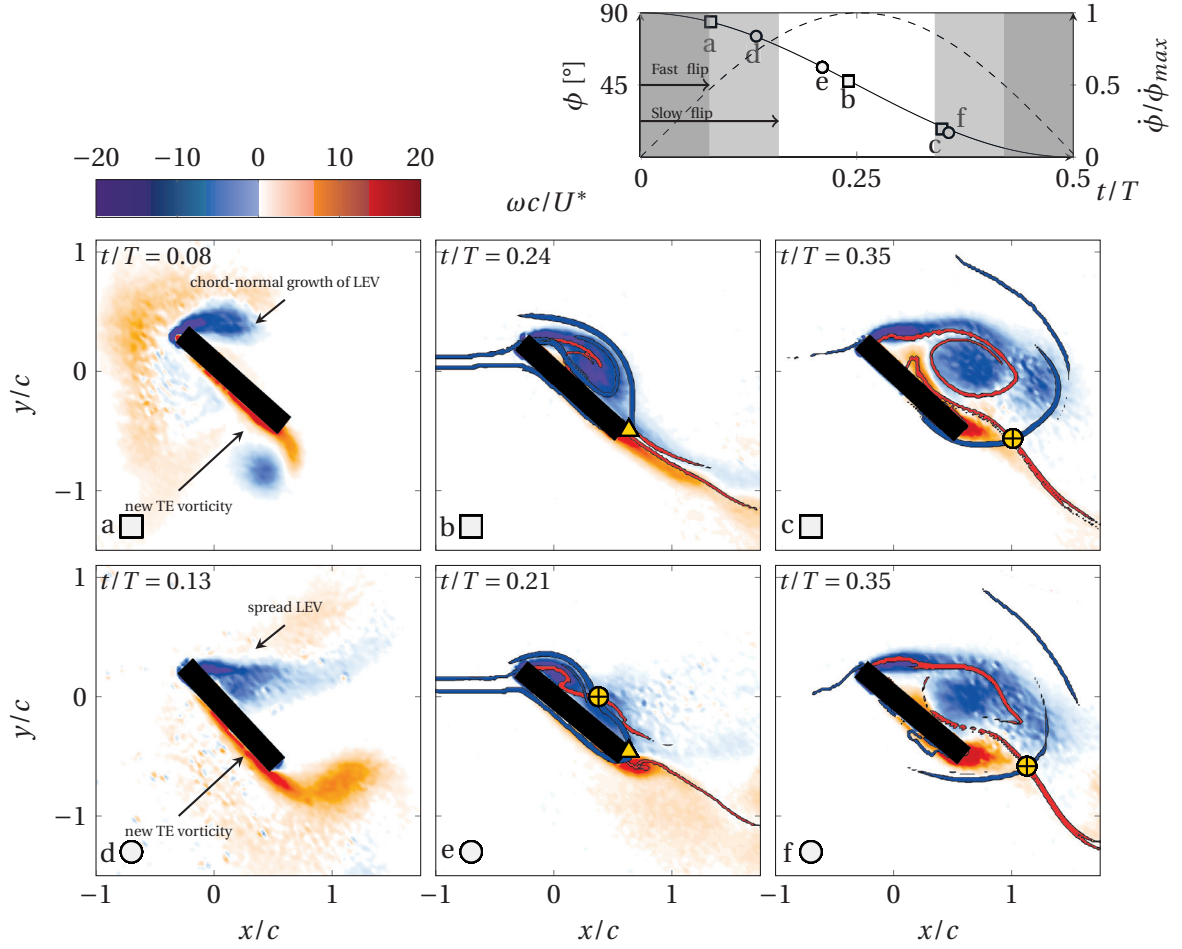 90
45
ϕ [°]
a
d
e
b
f
c
Fast flip
Slow flip
1
0.5
0
ϕ̇/ϕ̇max
0
0.25
0.5
t/T
−20
−10
0
10
20
ωc/U*
t/T = 0.08
chord-normal growth of LEV
new TE vorticity
a
t/T = 0.24
b
t/T = 0.35
c
1
0
−1
y/c
t/T = 0.13
spread LEV
new TE vorticity
d
t/T = 0.21
e
t/T = 0.35
f
1
0
−1
y/c
−1
0
1
x/c
−1
0
1
x/c
−1
0
1
x/c